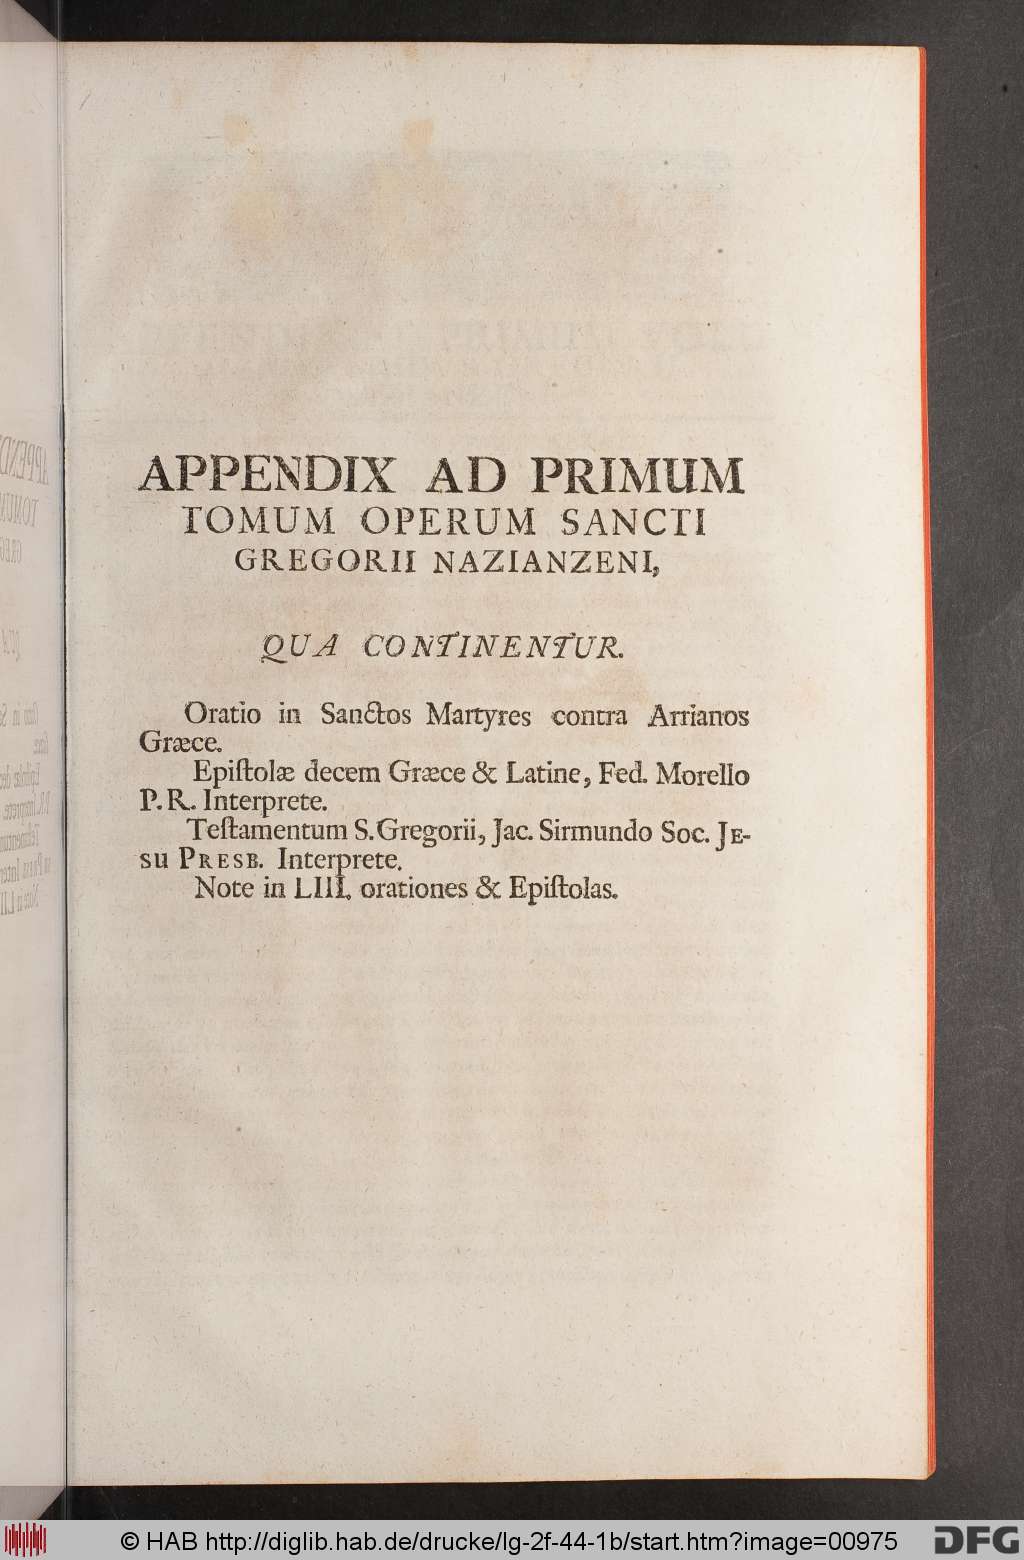 APPENDIX AD PRIMUM
TOMUM OPERUM SANCTI
GREGORII NAZIANZENI,
QUA CONTINENTUR.
Oratio in Sanctos Martyres contra Arrianos
Græce.
Epiſtolæ decem Græce & Latine, Fed. Morello
P. R. Interprete.
Teſtamentum S. Gregorii, Jac. Sirmundo Soc. JE-
SU PRESB. Interprete.
Note in LIII. orationes & Epiſtolas.
© HAB http://diglib.hab.de/drucke/lg-2f-44-1b/start.htm?image=00975
DFG